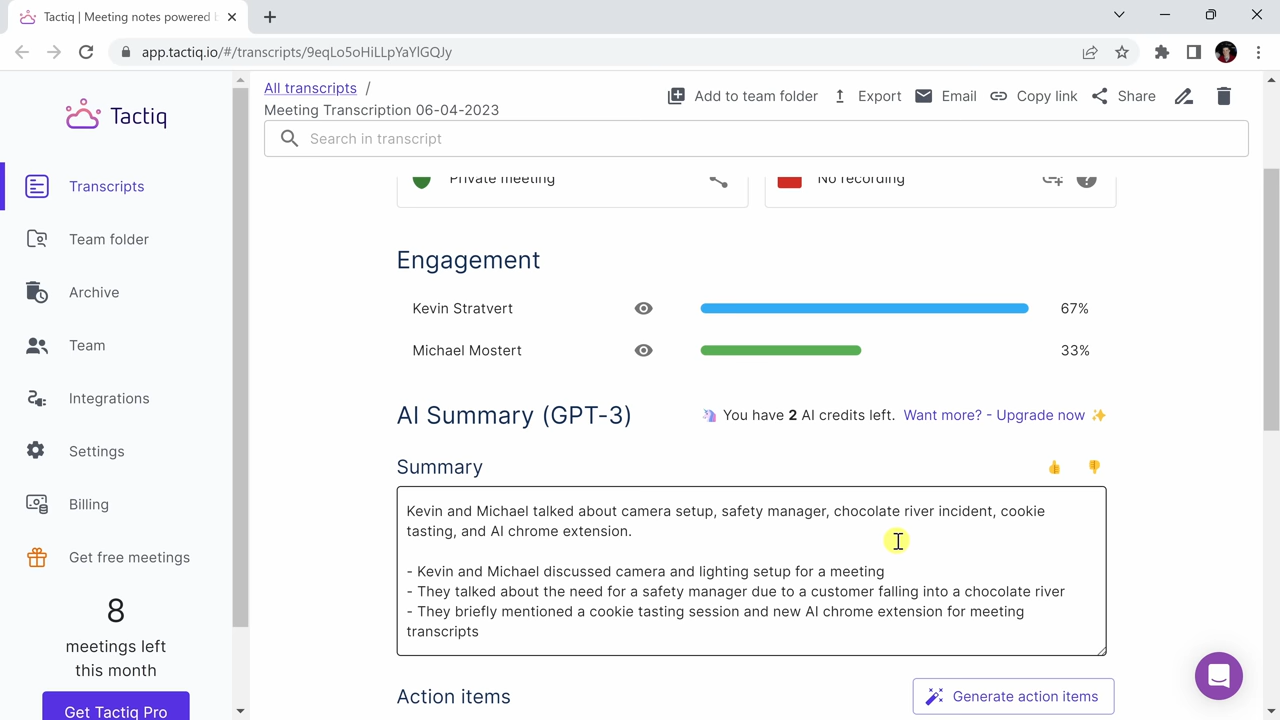 Tactiq | Meeting notes powered b
app.tactiq.io/#/transcripts/9eqLo5oHiLLpYaYlGQJy
Tactiq
Transcripts
Team folder
Archive
Team
Integrations
Settings
Billing
Get free meetings
8
meetings left
this month
Get Tactiq Pro
All transcripts /
Meeting Transcription 06-04-2023
Add to team folder
Export
Email
Copy link
Share
Search in transcript
Private meeting
No recording
Engagement
Kevin Stratvert 67%
Michael Mostert 33%
AI Summary (GPT-3)
You have 2 AI credits left. Want more? - Upgrade now
Summary
Kevin and Michael talked about camera setup, safety manager, chocolate river incident, cookie
tasting, and AI chrome extension.
- Kevin and Michael discussed camera and lighting setup for a meeting
- They talked about the need for a safety manager due to a customer falling into a chocolate river
- They briefly mentioned a cookie tasting session and new AI chrome extension for meeting
transcripts
Action items
Generate action items